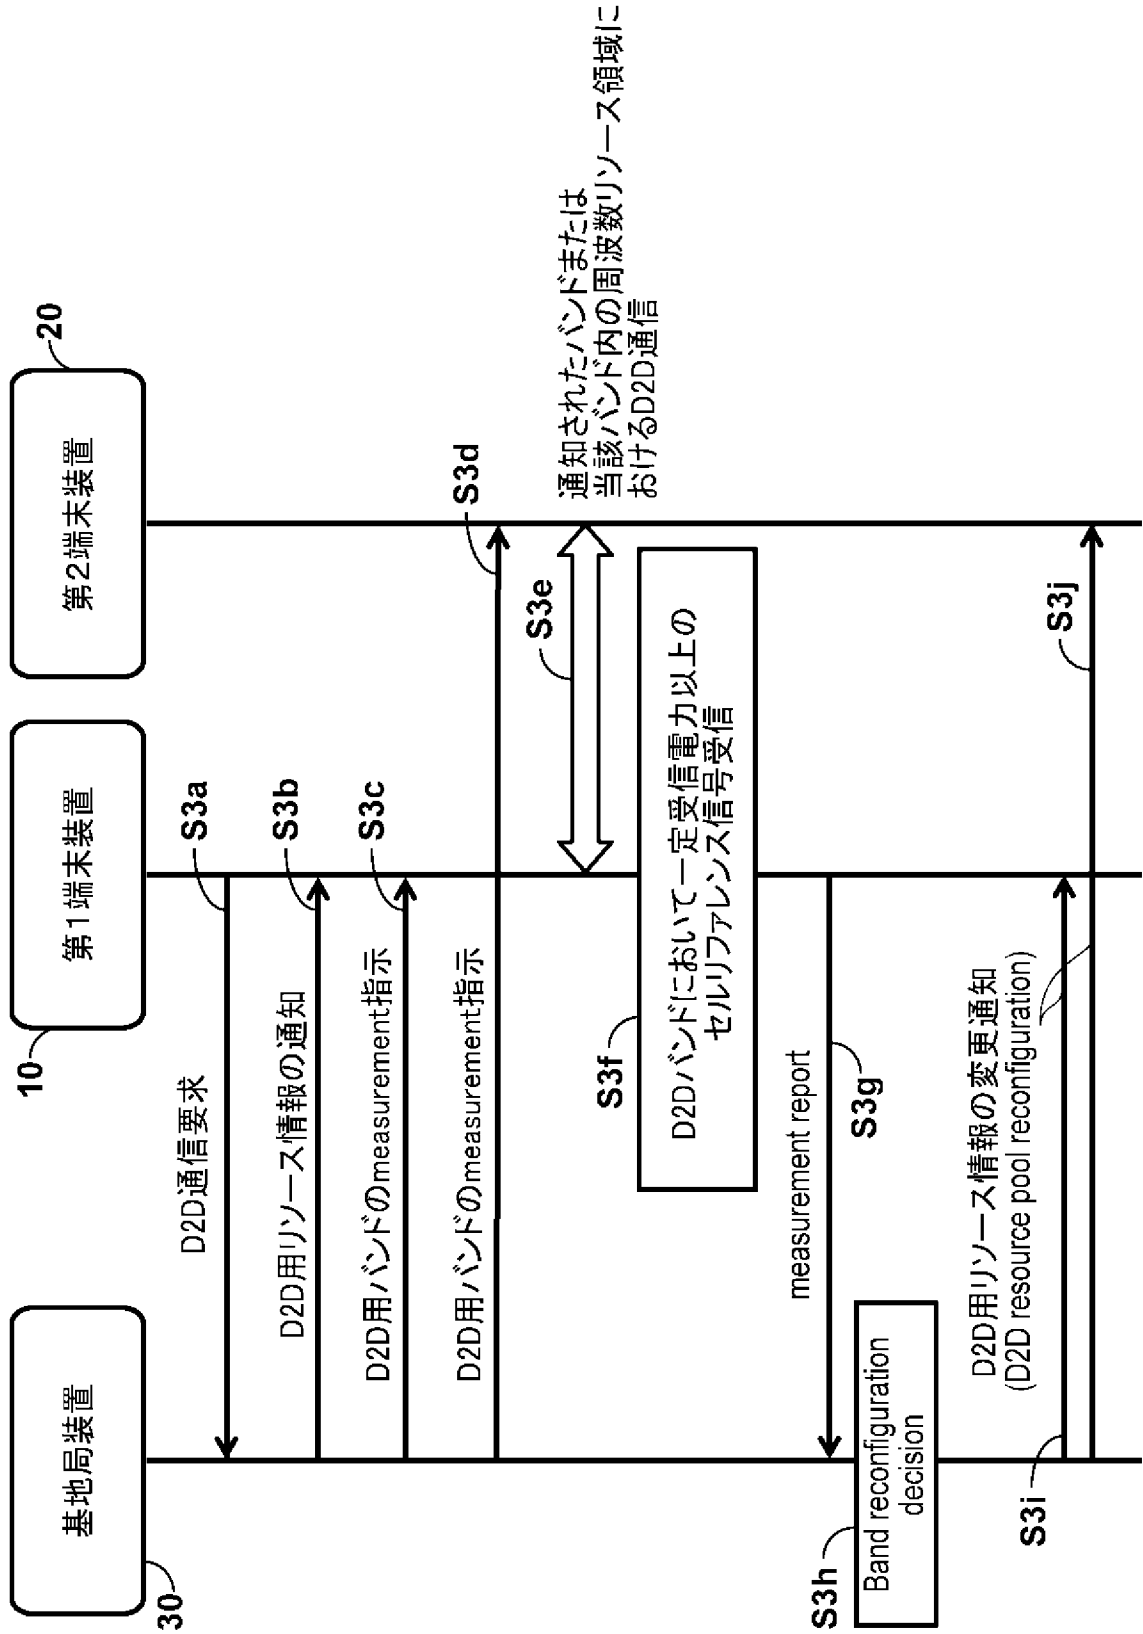 基地局装置
30
第1端末装置
10
第2端末装置
20
D2D通信要求
S3a
D2D用リソース情報の通知
S3b
D2D用バンドのmeasurement指示
S3c
D2D用バンドのmeasurement指示
S3d
S3e
通知されたバンドまたは
当該バンド内の周波数リソース領域に
おけるD2D通信
S3f
D2Dバンドにおいて一定受信電力以上の
セルリファレンス信号受信
measurement report
S3g
S3h
Band reconfiguration
decision
D2D用リソース情報の変更通知
(D2D resource pool reconfiguration)
S3i
S3j